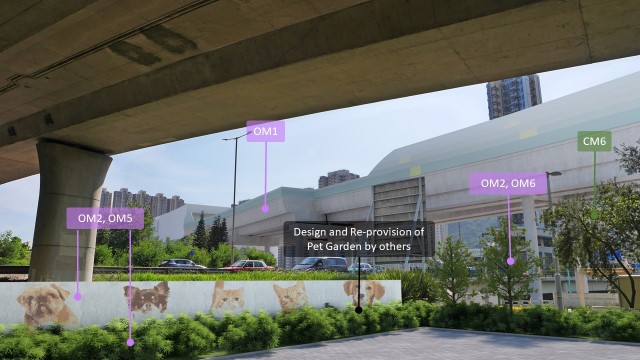 OM1
CM6
OM2, OM6
OM2, OM5
Design and Re-provision of
Pet Garden by others